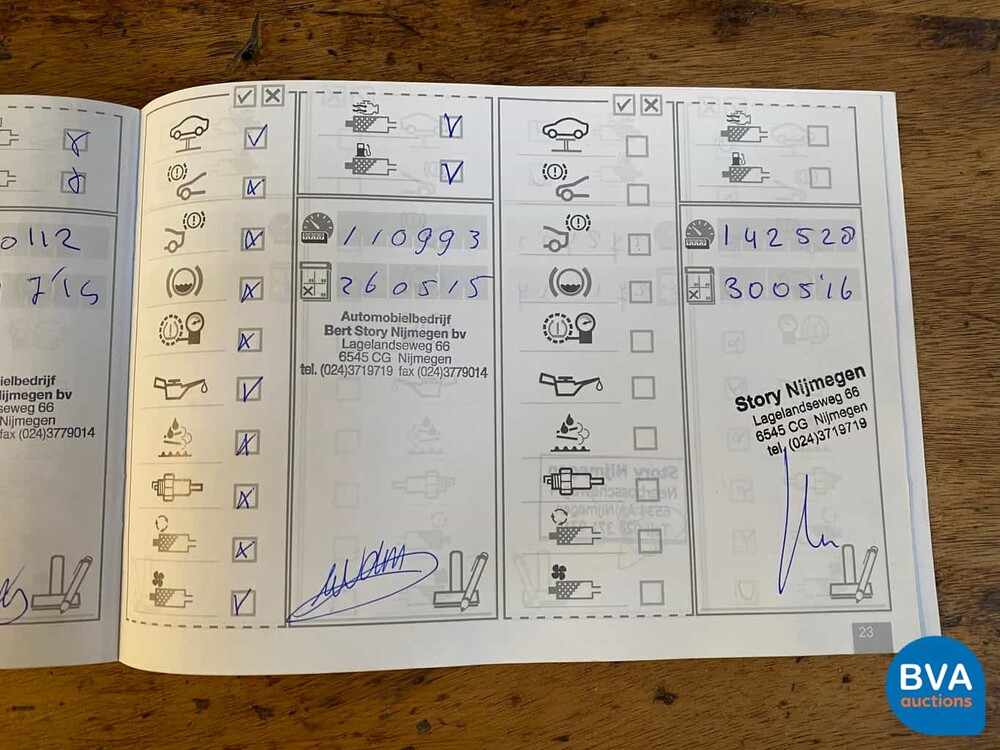 0112
7'15
ielbedrijf
lijmegen bv
seweg 66
Nijmegen
fax (024)3779014
110993
260515
Automobielbedrijf
Bert Story Nijmegen bv
Lagelandseweg 66
6545 CG Nijmegen
tel. (024)3719719 fax (024)3779014
142528
300516
Story Nijmegen
Lagelandseweg 66
6545 CG Nijmegen
tel. (024)3719719
23
BVA
auctions